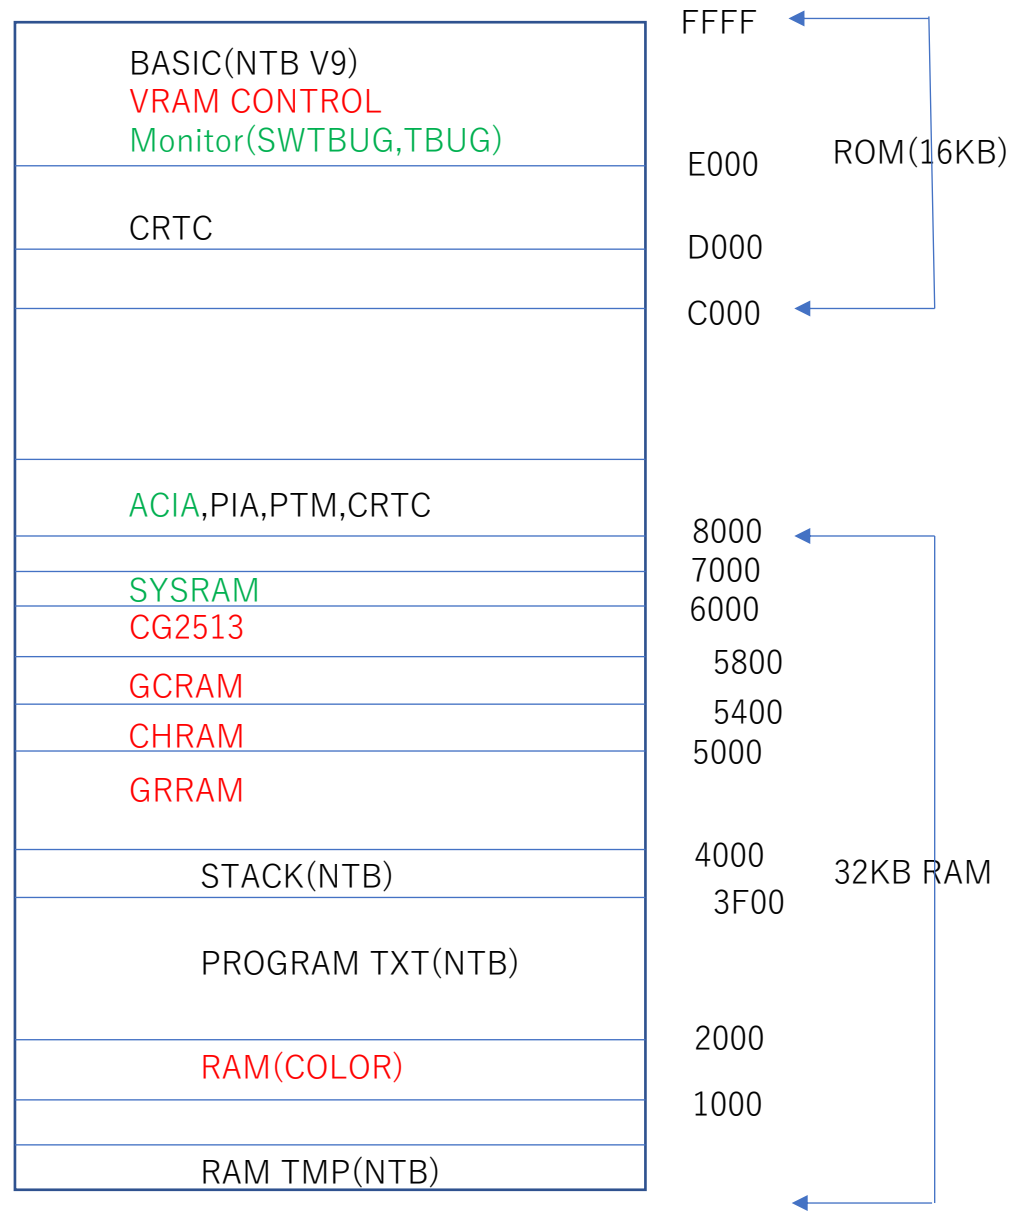 FFFF
BASIC(NTB V9)
VRAM CONTROL
Monitor(SWTBUG,TBUG)
E000
ROM(16KB)
CRTC
D000
C000
ACIA,PIA,PTM,CRTC
8000
7000
SYSRAM
6000
CG2513
5800
GCRAM
5400
CHRAM
5000
GRRAM
4000
STACK(NTB)
32KB RAM
3F00
PROGRAM TXT(NTB)
2000
RAM(COLOR)
1000
RAM TMP(NTB)